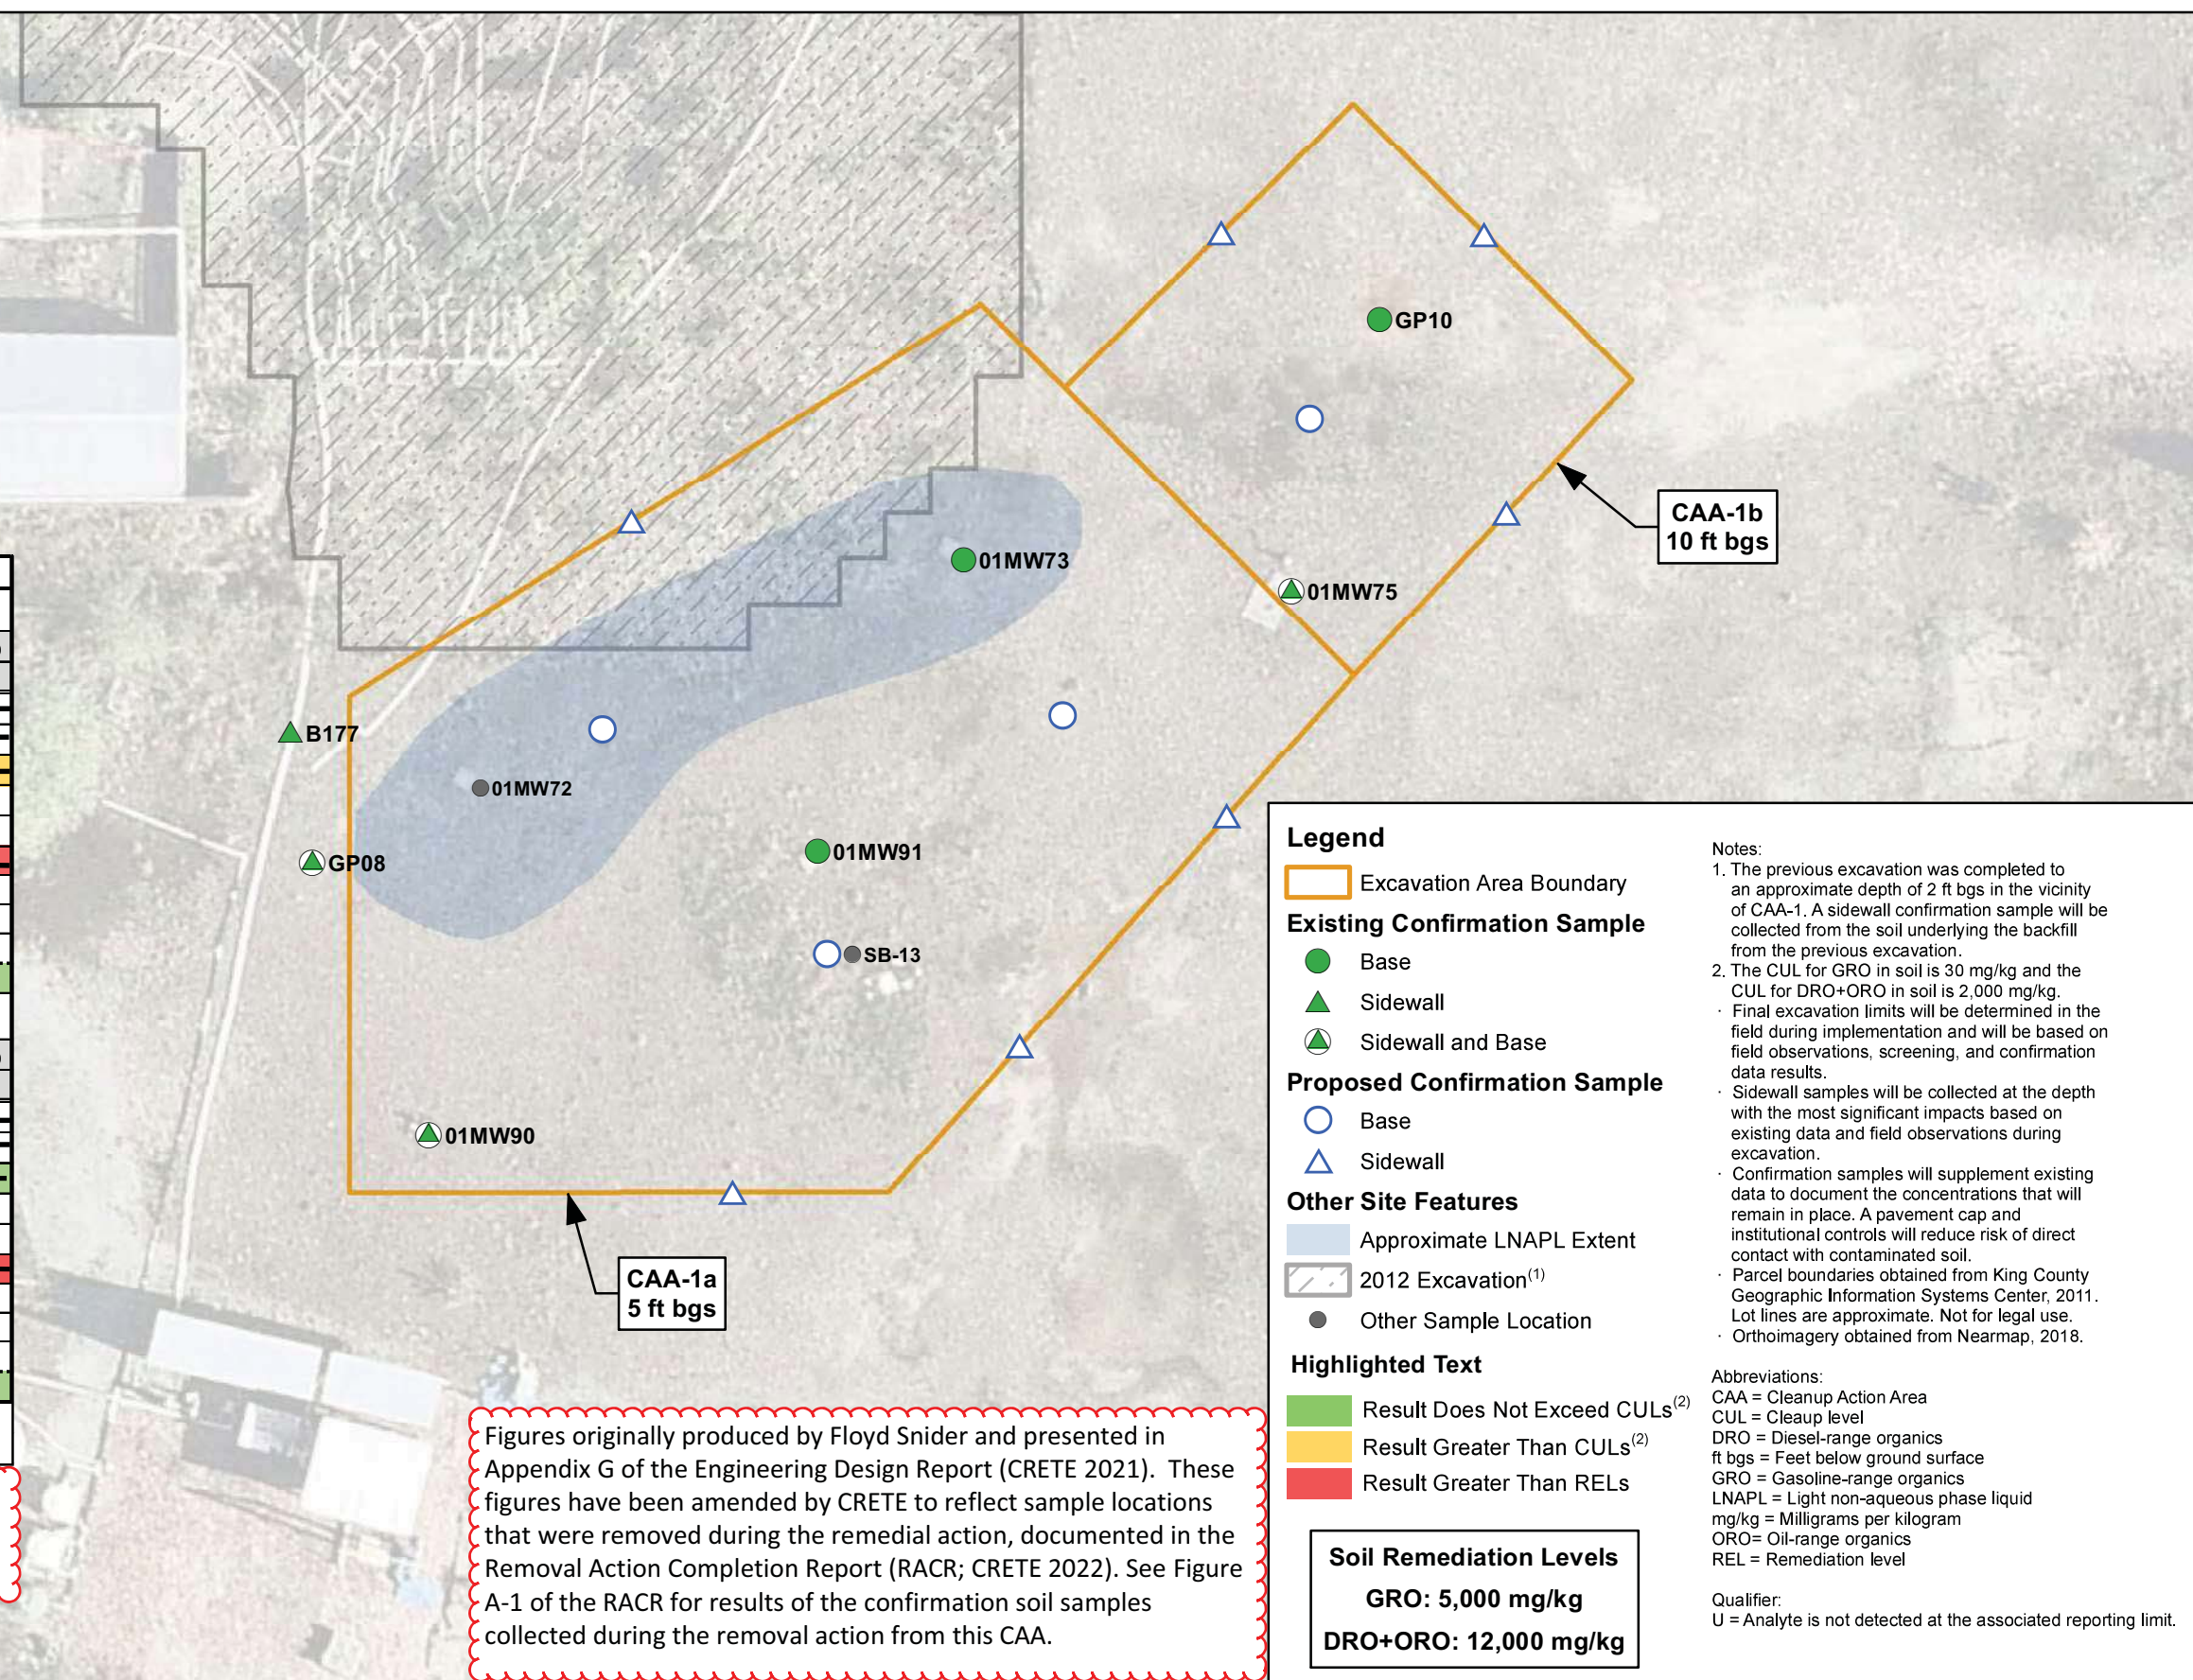 GP10
CAA-1b
10 ft bgs
01MW73
01MW75
B177
01MW72
GP08
01MW91
SB-13
01MW90
CAA-1a
5 ft bgs
Figures originally produced by Floyd Snider and presented in
Appendix G of the Engineering Design Report (CRETE 2021).  These
figures have been amended by CRETE to reflect sample locations
that were removed during the remedial action, documented in the
Removal Action Completion Report (RACR; CRETE 2022). See Figure
A-1 of the RACR for results of the confirmation soil samples
collected during the removal action from this CAA.
Legend
Excavation Area Boundary
Existing Confirmation Sample
Base
Sidewall
Sidewall and Base
Proposed Confirmation Sample
Base
Sidewall
Other Site Features
Approximate LNAPL Extent
2012 Excavation(1)
Other Sample Location
Highlighted Text
Result Does Not Exceed CULs(2)
Result Greater Than CULs(2)
Result Greater Than RELs
Soil Remediation Levels
GRO: 5,000 mg/kg
DRO+ORO: 12,000 mg/kg
Notes:
1. The previous excavation was completed to
an approximate depth of 2 ft bgs in the vicinity
of CAA-1. A sidewall confirmation sample will be
collected from the soil underlying the backfill
from the previous excavation.
2. The CUL for GRO in soil is 30 mg/kg and the
CUL for DRO+ORO in soil is 2,000 mg/kg.
· Final excavation limits will be determined in the
field during implementation and will be based on
field observations, screening, and confirmation
data results.
· Sidewall samples will be collected at the depth
with the most significant impacts based on
existing data and field observations during
excavation.
· Confirmation samples will supplement existing
data to document the concentrations that will
remain in place. A pavement cap and
institutional controls will reduce risk of direct
contact with contaminated soil.
· Parcel boundaries obtained from King County
Geographic Information Systems Center, 2011.
Lot lines are approximate. Not for legal use.
· Orthoimagery obtained from Nearmap, 2018.
Abbreviations:
CAA = Cleanup Action Area
CUL = Cleaup level
DRO = Diesel-range organics
ft bgs = Feet below ground surface
GRO = Gasoline-range organics
LNAPL = Light non-aqueous phase liquid
mg/kg = Milligrams per kilogram
ORO= Oil-range organics
REL = Remediation level
Qualifier:
U = Analyte is not detected at the associated reporting limit.